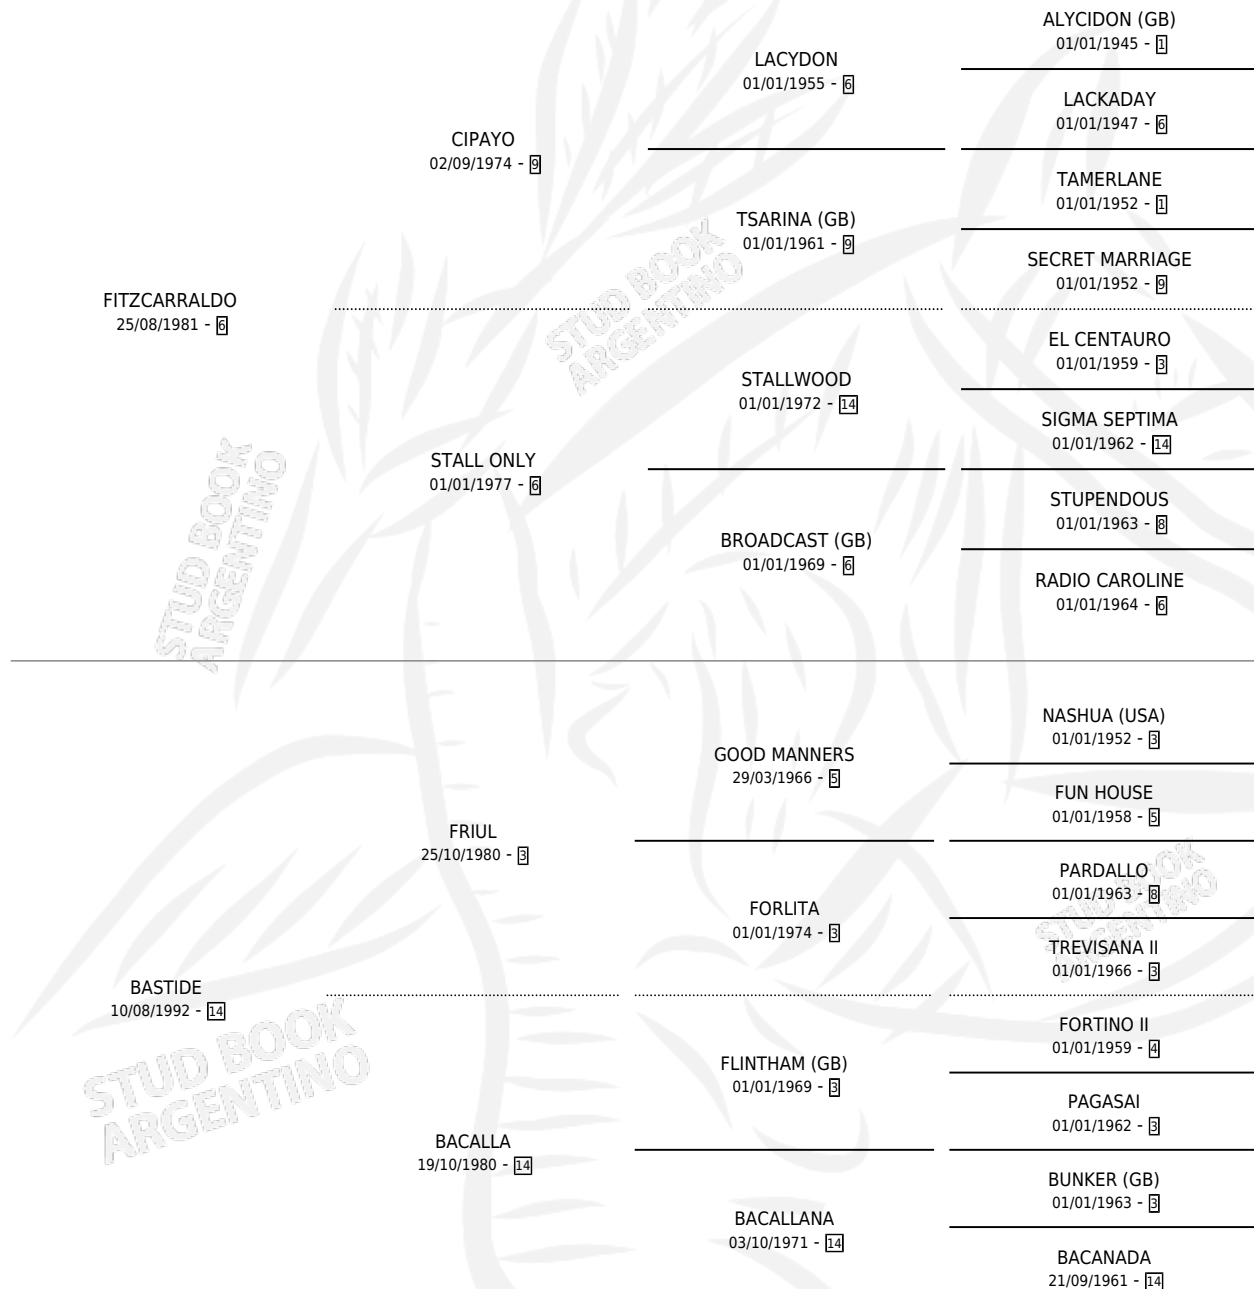 ALYCIDON (GB)
01/01/1945 - 1
LACYDON
01/01/1955 - 6
LACKADAY
01/01/1947 - 6
CIPAYO
02/09/1974 - 9
TAMERLANE
01/01/1952 - 1
TSARINA (GB)
01/01/1961 - 9
SECRET MARRIAGE
01/01/1952 - 9
FITZCARRALDO
25/08/1981 - 6
EL CENTAURO
01/01/1959 - 3
STALLWOOD
01/01/1972 - 14
SIGMA SEPTIMA
01/01/1962 - 14
STALL ONLY
01/01/1977 - 6
STUPENDOUS
01/01/1963 - 8
BROADCAST (GB)
01/01/1969 - 6
RADIO CAROLINE
01/01/1964 - 6
STUD BOOK
ARGENTINO
STUD BOOK
ARGENTINO
NASHUA (USA)
01/01/1952 - 3
GOOD MANNERS
29/03/1966 - 5
FUN HOUSE
01/01/1958 - 5
FRIUL
25/10/1980 - 3
PARDALLO
01/01/1963 - 8
FORLITA
01/01/1974 - 3
TREVISANA II
01/01/1966 - 3
BASTIDE
10/08/1992 - 14
FORTINO II
01/01/1959 - 4
FLINTHAM (GB)
01/01/1969 - 3
PAGASAI
01/01/1962 - 3
BACALLA
19/10/1980 - 14
BUNKER (GB)
01/01/1963 - 3
BACALLANA
03/10/1971 - 14
BACANADA
21/09/1961 - 14
STUD BOOK
ARGENTINO
STUD BOOK
ARGENTINO